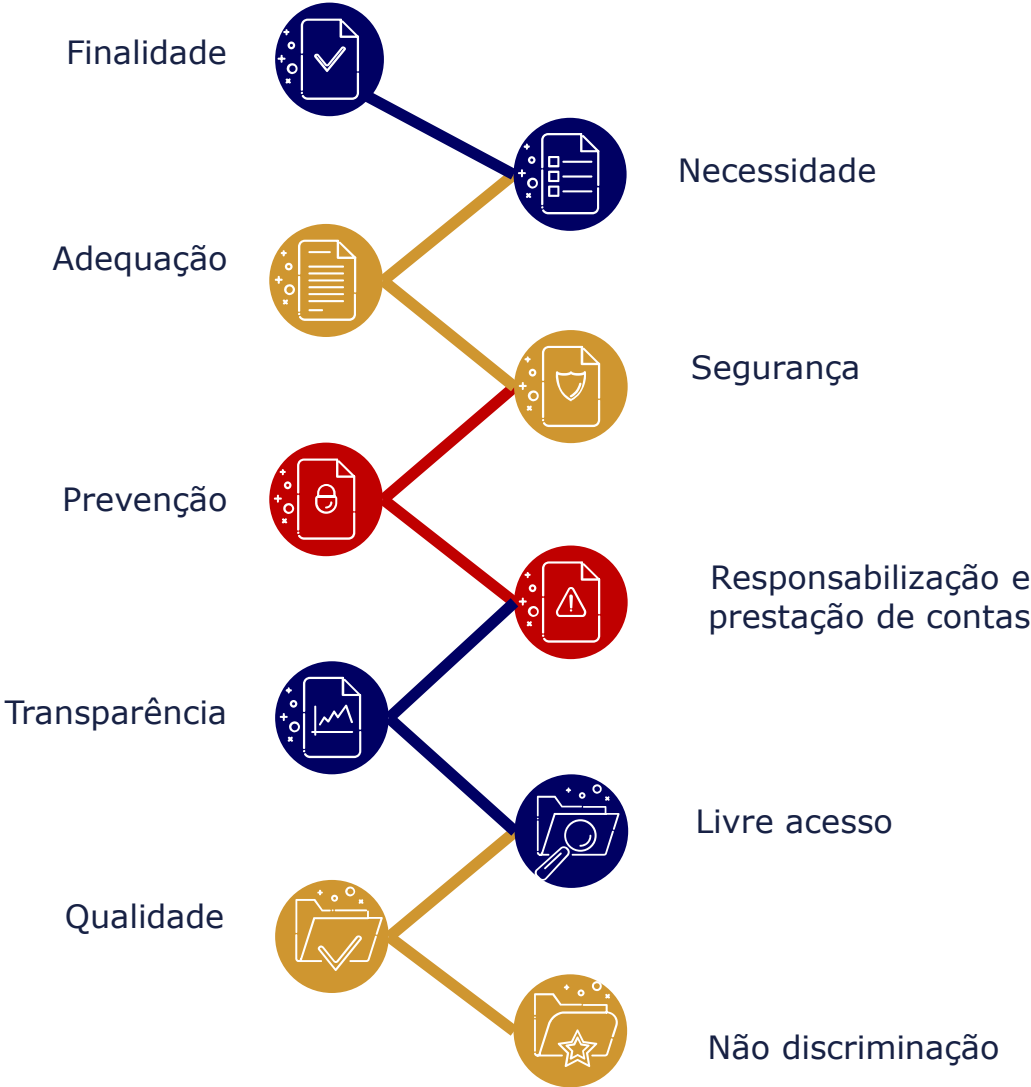 Finalidade
Necessidade
Adequação
Segurança
Prevenção
Responsabilização e
prestação de contas
Transparência
Livre acesso
Qualidade
Não discriminação